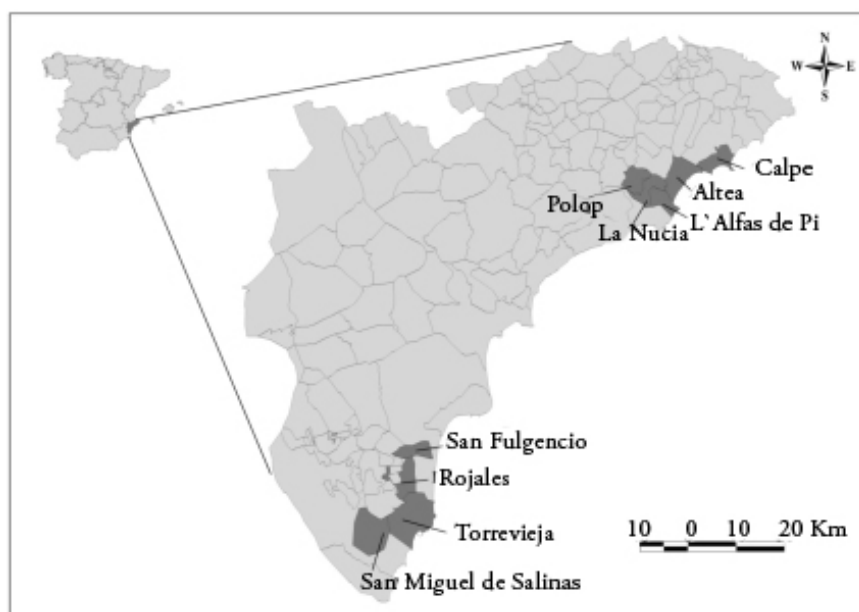 N
W E
S
Calpe
Altea
Polop
L`Alfas de Pi
La Nucia
San Fulgencio
Rojales
Torrevieja
San Miguel de Salinas
10 0 10 20 Km